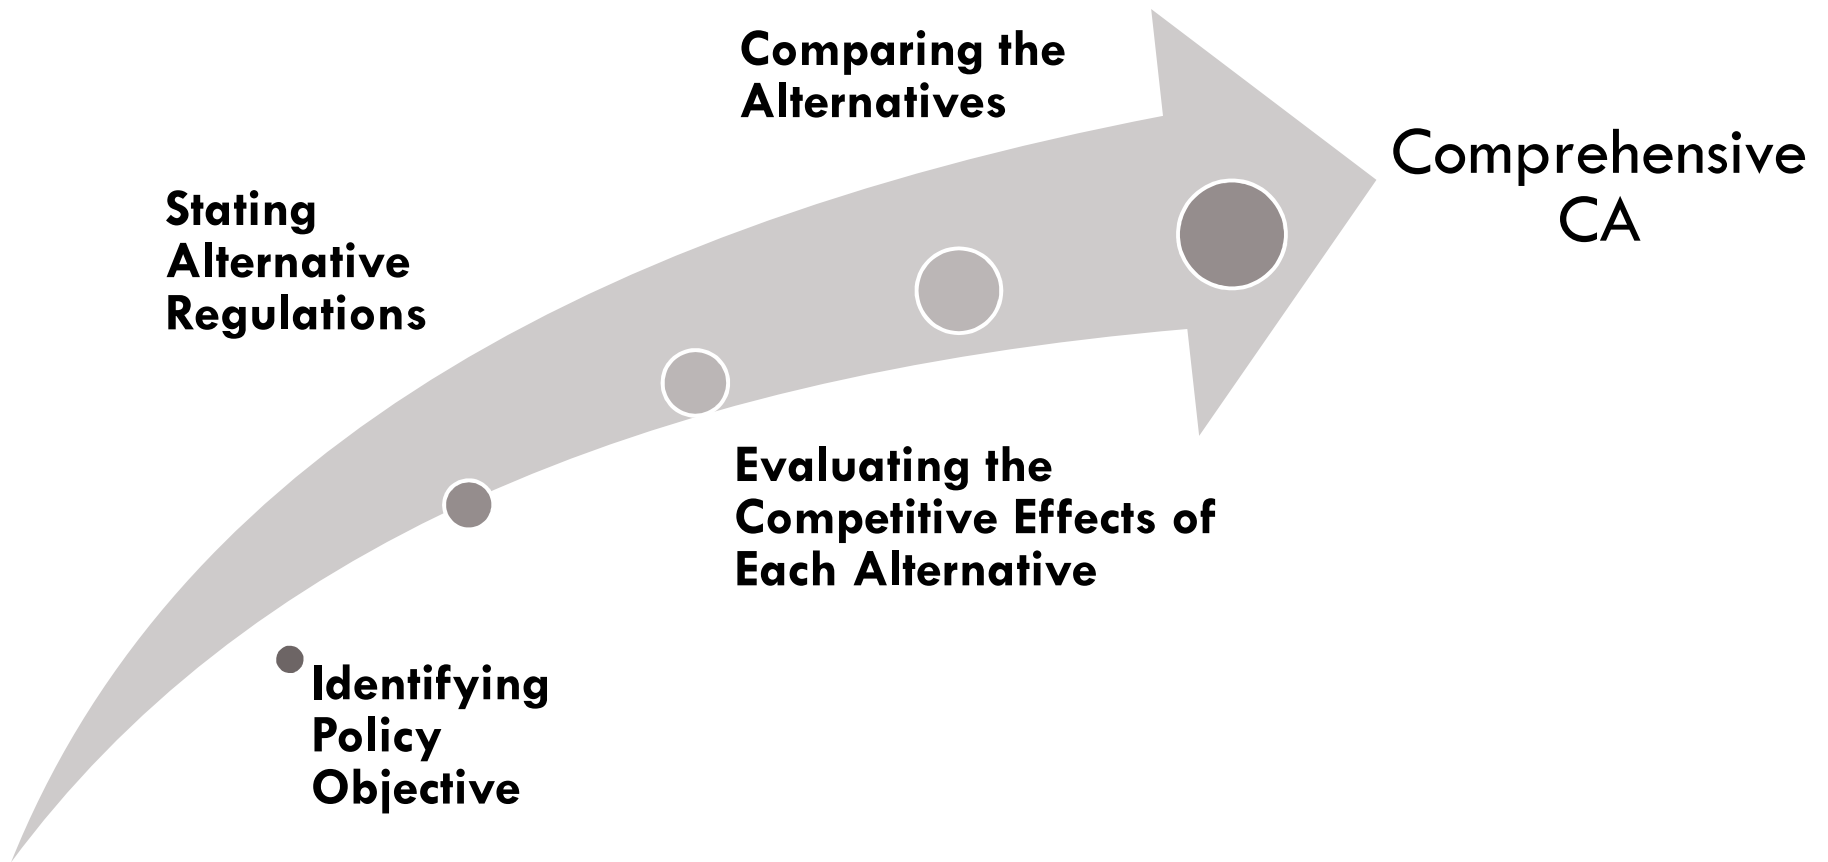 Comparing the
Alternatives
Comprehensive
CA
Stating
Alternative
Regulations
Evaluating the
Competitive Effects of
Each Alternative
Identifying
Policy
Objective